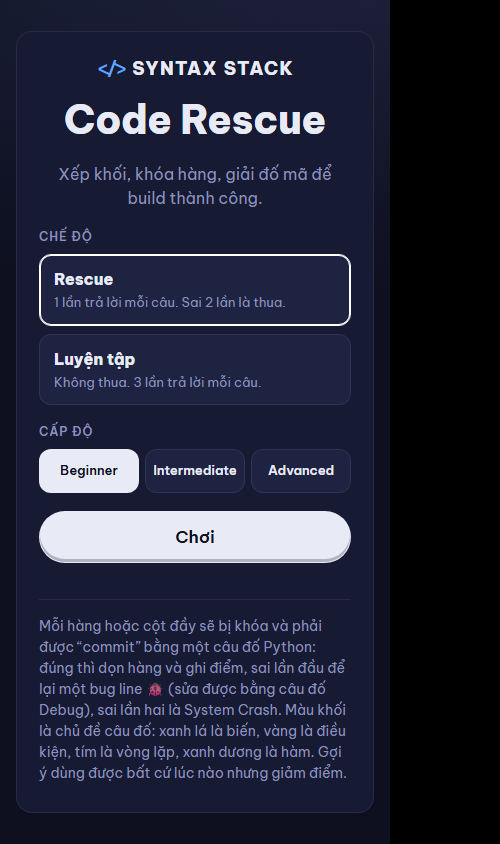 </> SYNTAX STACK
Code Rescue
Xếp khối, khóa hàng, giải đố mã để
build thành công.
CHẾ ĐỘ
Rescue
1 lần trả lời mỗi câu. Sai 2 lần là thua.
Luyện tập
Không thua. 3 lần trả lời mỗi câu.
CẤP ĐỘ
Beginner Intermediate Advanced
Chơi
Mỗi hàng hoặc cột đầy sẽ bị khóa và phải
được “commit” bằng một câu đố Python:
đúng thì dọn hàng và ghi điểm, sai lần đầu để
lại một bug line 🐞 (sửa được bằng câu đố
Debug), sai lần hai là System Crash. Màu khối
là chủ đề câu đố: xanh lá là biến, vàng là điều
kiện, tím là vòng lặp, xanh dương là hàm. Gợi
ý dùng được bất cứ lúc nào nhưng giảm điểm.